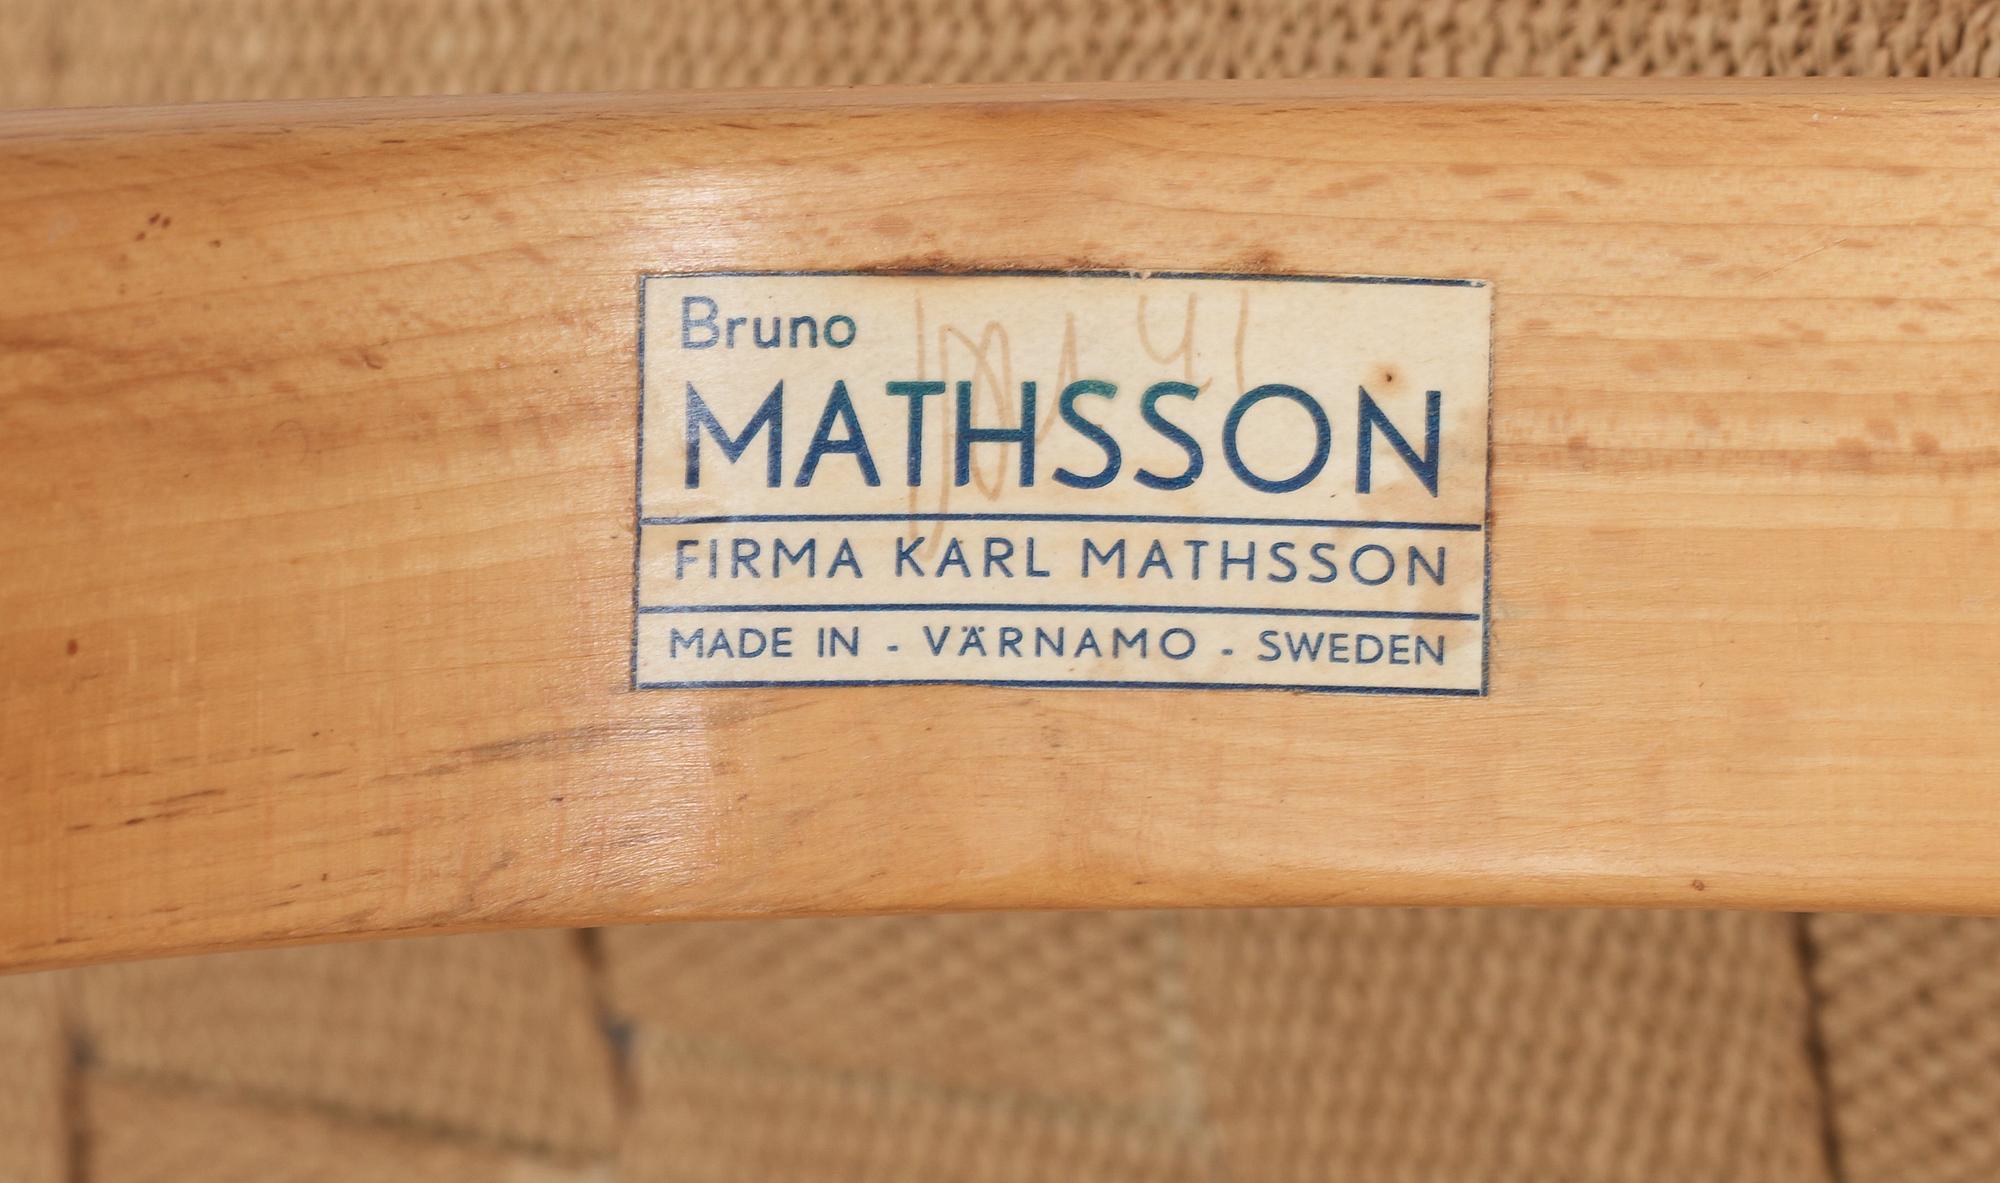 Bruno
MATHSSON
FIRMA KARL MATHSSON
MADE IN - VÄRNAMO - SWEDEN